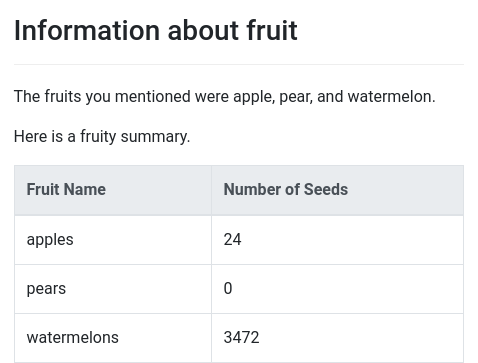 Information about fruit
The fruits you mentioned were apple, pear, and watermelon.
Here is a fruity summary.
Fruit Name Number of Seeds
apples 24
pears 0
watermelons 3472